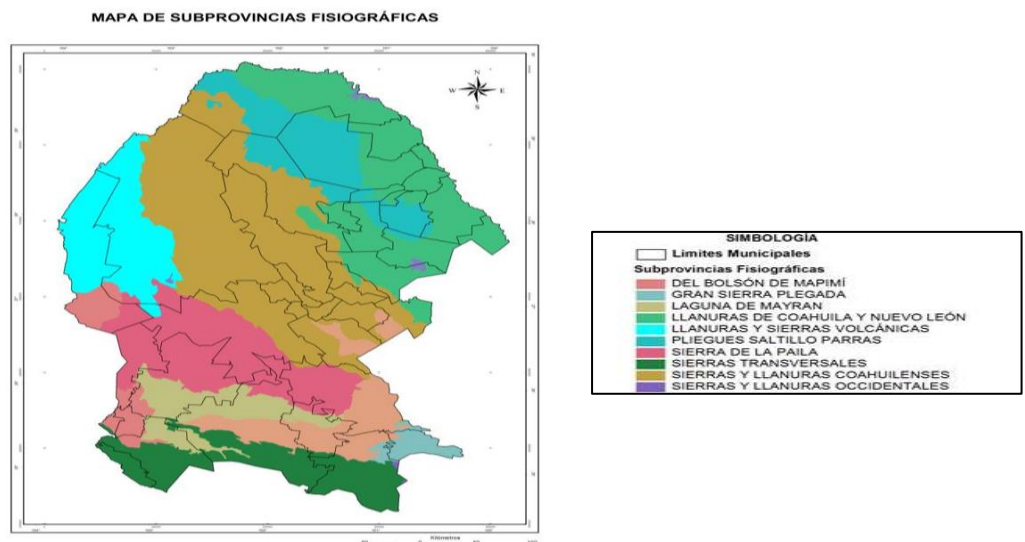 MAPA DE SUBPROVINCIAS FISIOGRÁFICAS
N
W E
S
SIMBOLOGÍA
Limites Municipales
Subprovincias Fisiográficas
DEL BOLSÓN DE MAPIMÍ
GRAN SIERRA PLEGADA
LAGUNA DE MAYRAN
LLANURAS DE COAHUILA Y NUEVO LEÓN
LLANURAS Y SIERRAS VOLCÁNICAS
PLIEGUES SALTILLO PARRAS
SIERRA DE LA PAILA
SIERRAS TRANSVERSALES
SIERRAS Y LLANURAS COAHUILENSES
SIERRAS Y LLANURAS OCCIDENTALES
Kilómetros